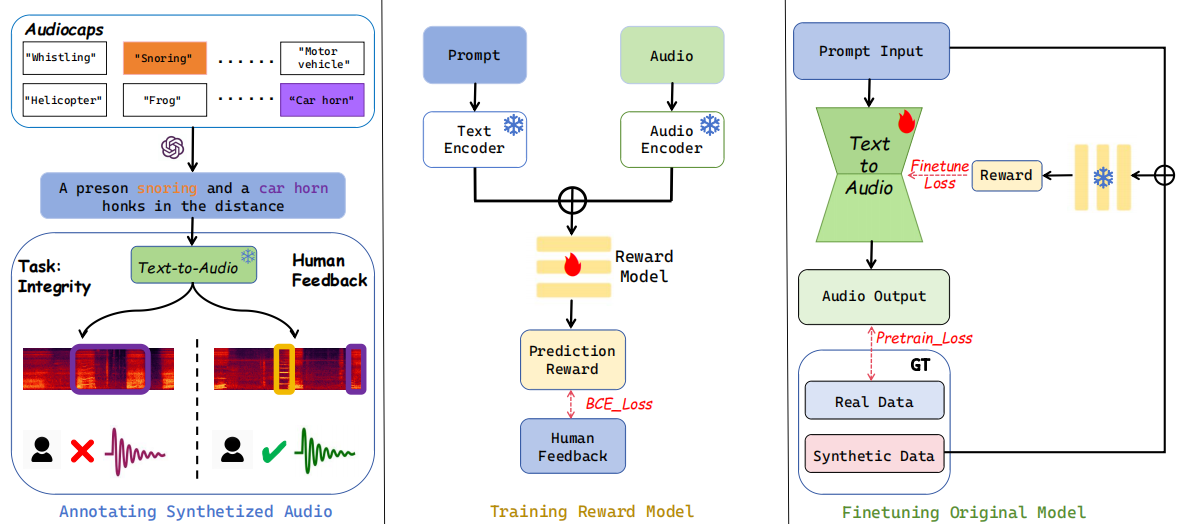 Audiocaps
"Whistling"
"Snoring"
......
"Motor
vehicle"
"Helicopter"
"Frog"
......
"Car horn"
A preson snoring and a car horn
honks in the distance
Task:
Integrity
Text-to-Audio
Human
Feedback
Annotating Synthetized Audio
Prompt
Audio
Text
Encoder
Audio
Encoder
Reward
Model
Prediction
Reward
BCE_Loss
Human
Feedback
Training Reward Model
Prompt Input
Text
to
Audio
Finetune
Loss
Reward
Audio Output
Pretrain_Loss
GT
Real Data
Synthetic Data
Finetuning Original Model